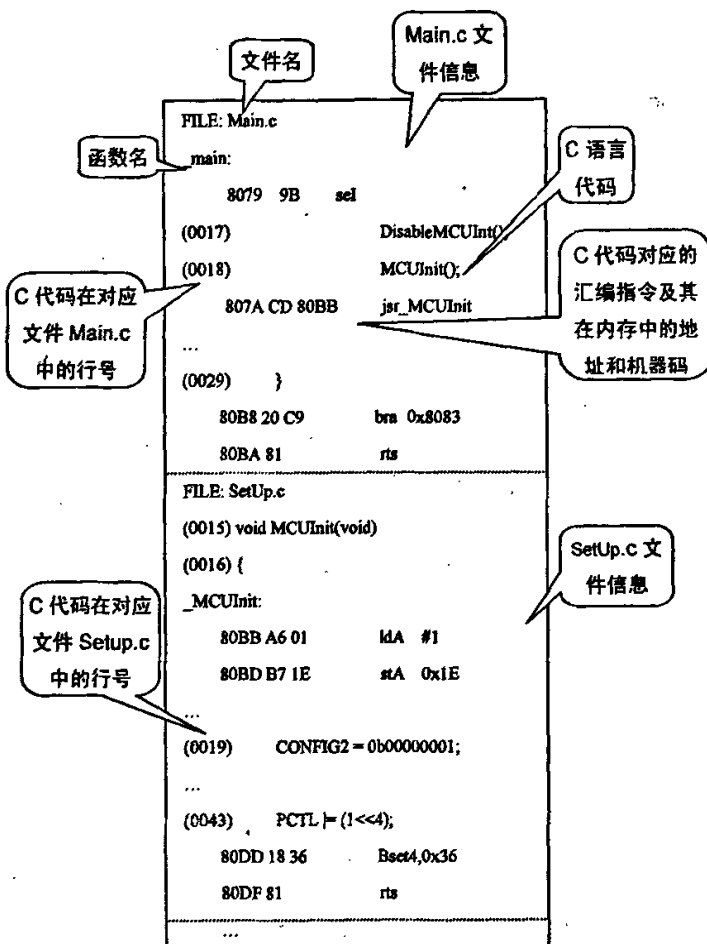 文件名
Main.c 文
件信息
FILE: Main.c
函数名
_main:
C 语言
代码
8079 9B sei
(0017) DisableMCUInt();
(0018) MCUInit();
C 代码对应的
汇编指令及其
在内存中的地
址和机器码
C 代码在对应
文件 Main.c
中的行号
807A CD 80BB jsr_MCUInit
...
(0029) }
80B8 20 C9 bra 0x8083
80BA 81 rts
FILE: SetUp.c
(0015) void MCUInit(void)
(0016) {
SetUp.c 文
件信息
_MCUInit:
C 代码在对应
文件 Setup.c
中的行号
80BB A6 01 ldA #1
80BD B7 1E stA 0x1E
...
(0019) CONFIG2 = 0b00000001;
...
(0043) PCTL |= (1<<4);
80DD 18 36 Bset4,0x36
80DF 81 rts
...